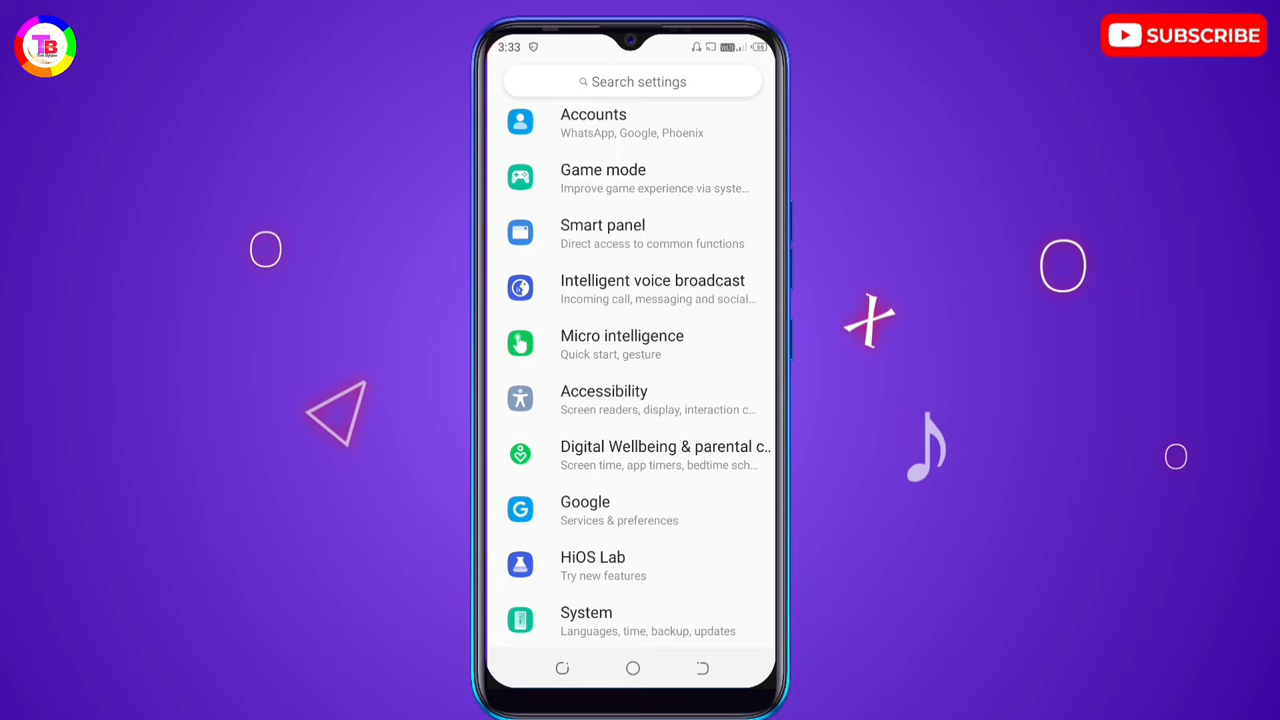 TB
SUBSCRIBE
3:33
66
Search settings
Accounts
WhatsApp, Google, Phoenix
Game mode
Improve game experience via syste...
Smart panel
Direct access to common functions
Intelligent voice broadcast
Incoming call, messaging and social...
Micro intelligence
Quick start, gesture
Accessibility
Screen readers, display, interaction c...
Digital Wellbeing & parental c..
Screen time, app timers, bedtime sch...
Google
Services & preferences
HiOS Lab
Try new features
System
Languages, time, backup, updates